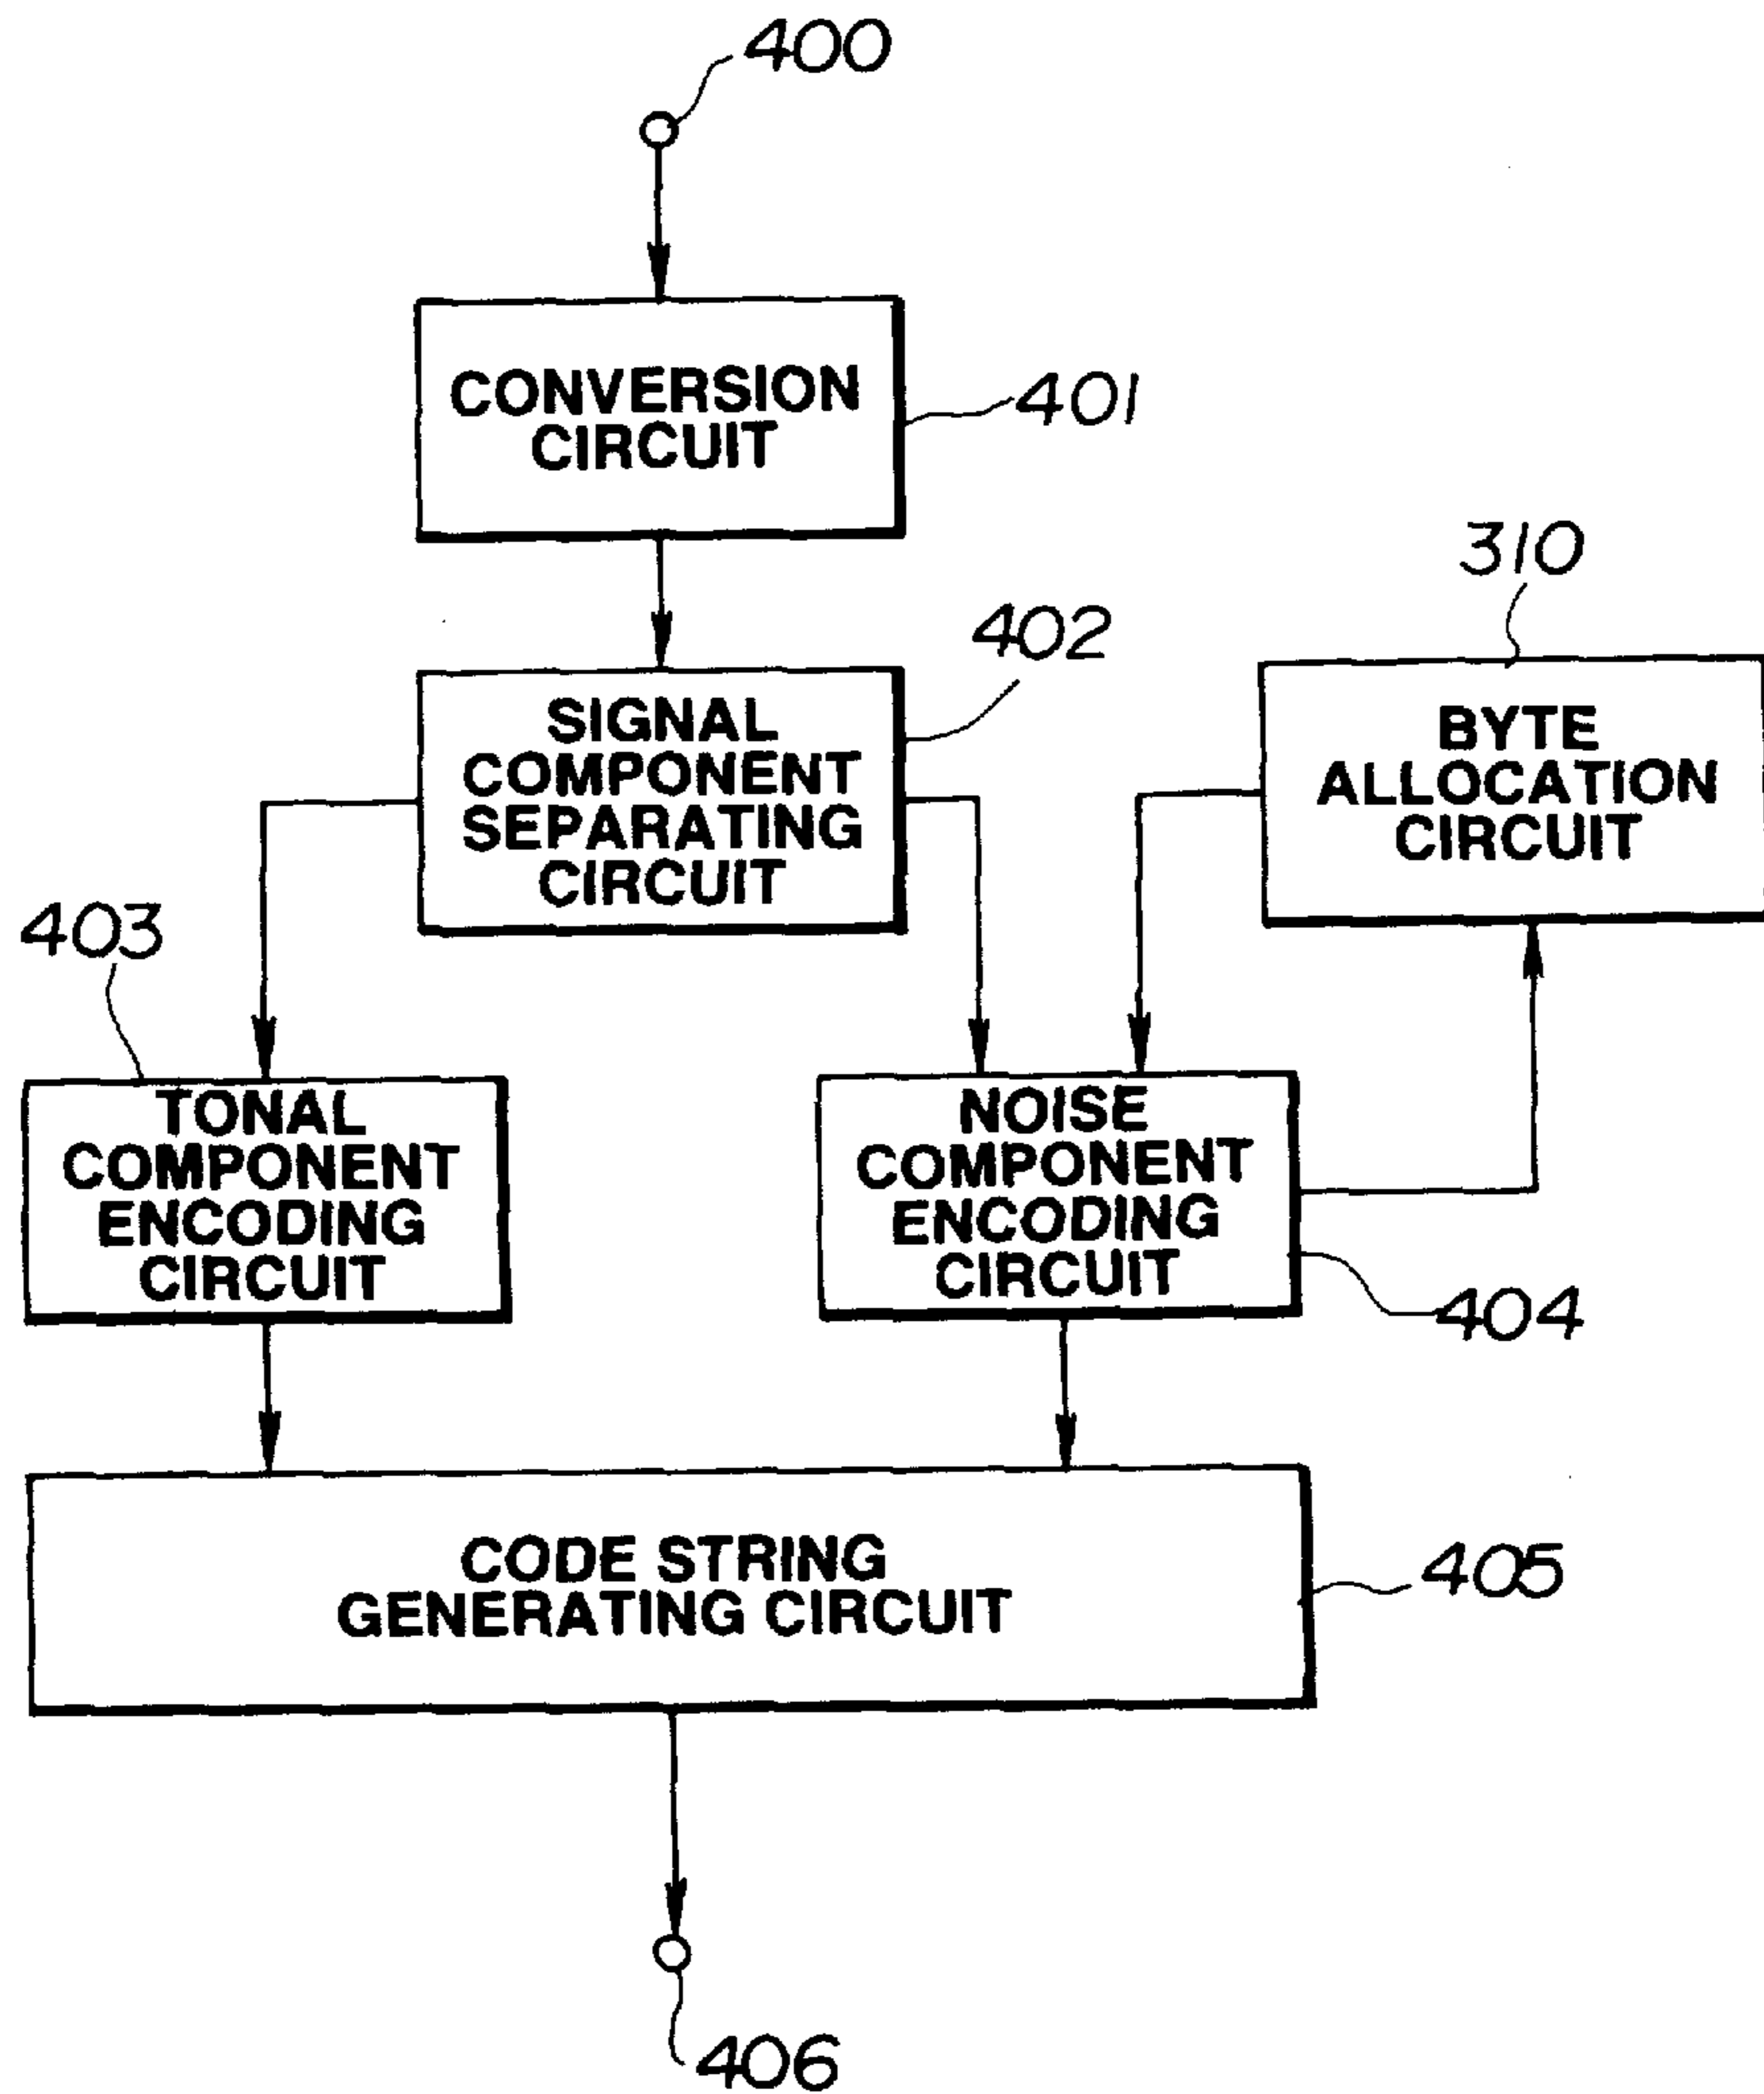 400
CONVERSION
CIRCUIT
401
310
402
SIGNAL
COMPONENT
SEPARATING
CIRCUIT
BYTE
ALLOCATION
CIRCUIT
403
TONAL
COMPONENT
ENCODING
CIRCUIT
NOISE
COMPONENT
ENCODING
CIRCUIT
404
CODE STRING
GENERATING CIRCUIT
405
406